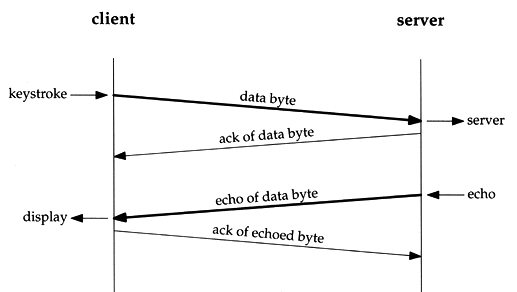 client
server
keystroke
data byte
server
ack of data byte
echo of data byte
echo
display
ack of echoed byte